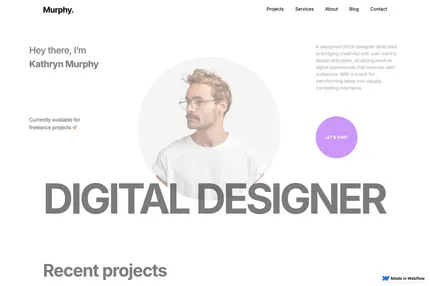 Murphy.
Projects
Services
About
Blog
Contact
Hey there, I'm
Kathryn Murphy
A seasoned UI/UX designer dedicated
to bridging creativity with user-centric
design principles, enabling intuitive
digital experiences that resonate with
audiences. With a knack for
transforming ideas into visually
compelling interfaces
Currently available for
freelance projects
LET'S CHAT
DIGITAL DESIGNER
Recent projects
Made in Webflow